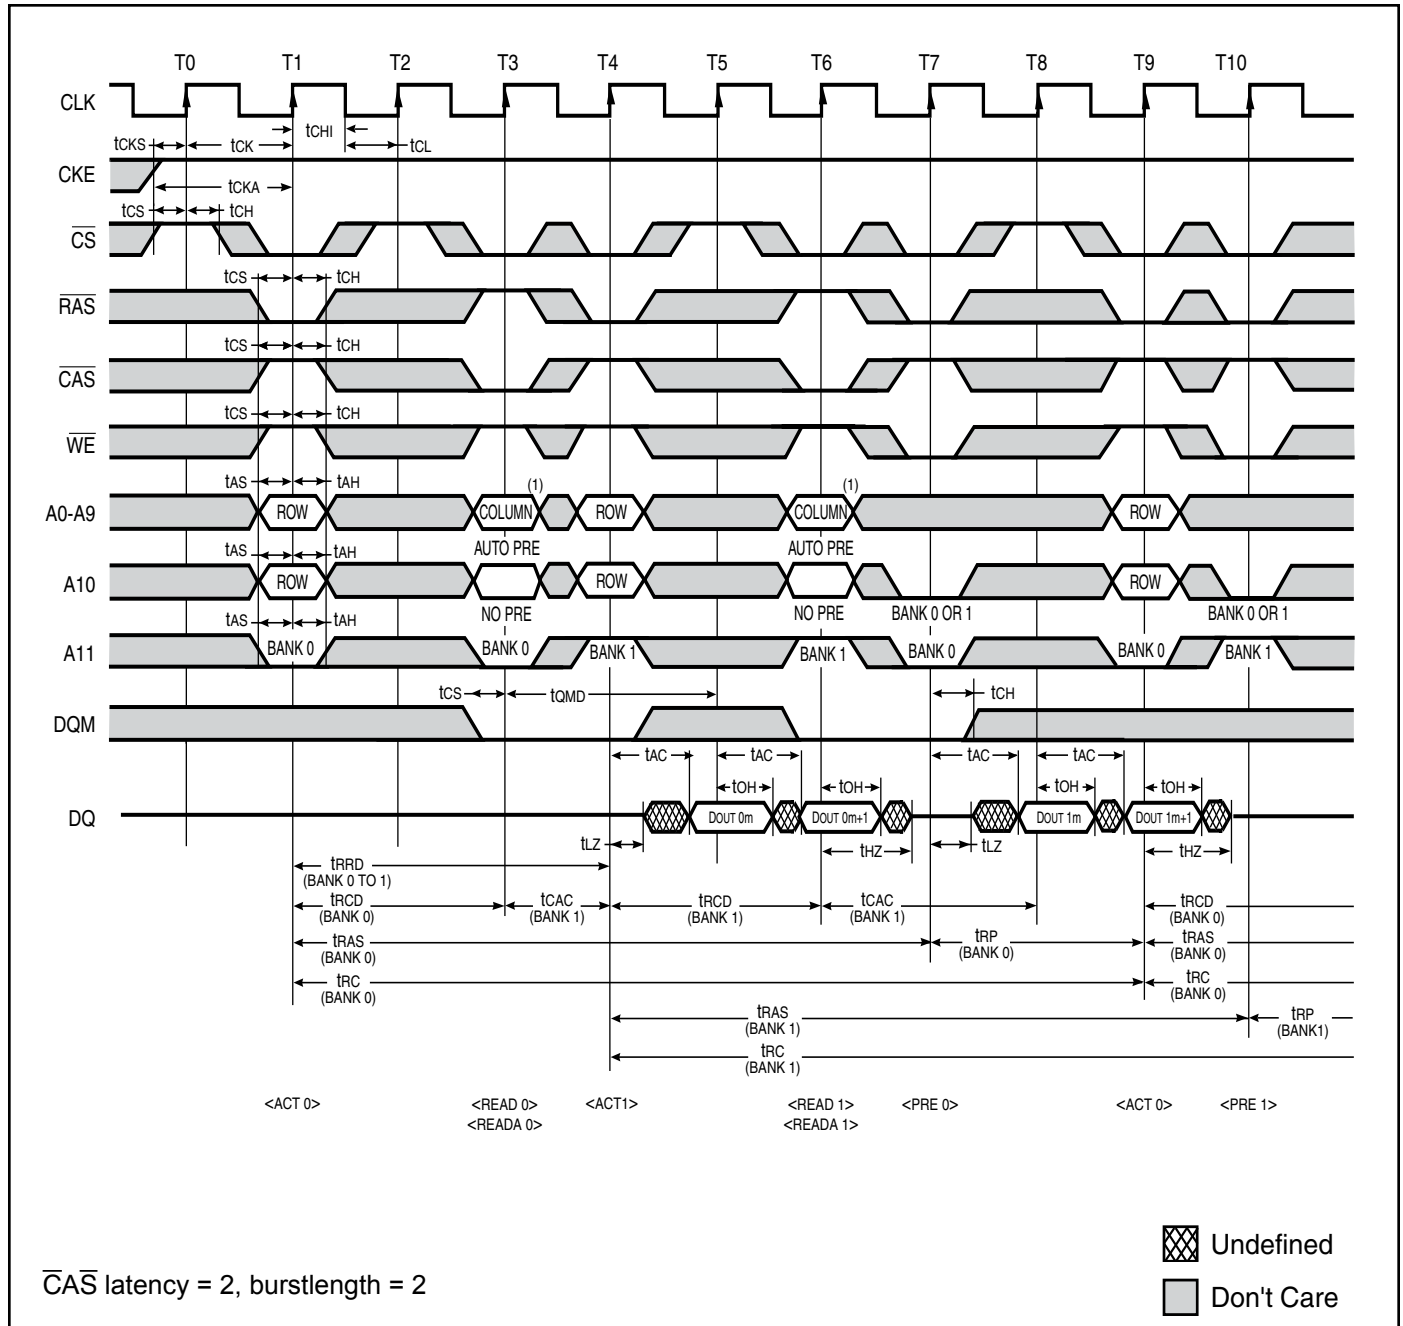 T0 T1 T2 T3 T4 T5 T6 T7 T8 T9 T10
CLK
tCHI
tCKS tCK tCL
CKE
tCKA
tCS tCH
CS
tCS tCH
RAS
tCS tCH
CAS
tCS tCH
WE
tAS tAH (1) (1)
A0-A9 ROW COLUMN ROW COLUMN ROW
tAS tAH AUTO PRE AUTO PRE
A10 ROW ROW ROW
NO PRE NO PRE BANK 0 OR 1 BANK 0 OR 1
tAS tAH
A11 BANK 0 BANK 0 BANK 1 BANK 1 BANK 0 BANK 0 BANK 1
tCS tQMD tCH
DQM
tAC tAC tAC tAC
tOH tOH tOH tOH
DQ DOUT 0m DOUT 0m+1 DOUT 1m DOUT 1m+1
tLZ tHZ tLZ tHZ
tRRD
(BANK 0 TO 1)
tRCD tCAC tRCD tCAC tRCD
(BANK 0) (BANK 1) (BANK 1) (BANK 1) (BANK 0)
tRAS tRP tRAS
(BANK 0) (BANK 0) (BANK 0)
tRC tRC
(BANK 0) (BANK 0)
tRAS tRP
(BANK 1) (BANK1)
tRC
(BANK 1)
<ACT 0> <READ 0> <ACT1> <READ 1> <PRE 0> <ACT 0> <PRE 1>
<READA 0> <READA 1>
Undefined
CAS latency = 2, burstlength = 2
Don't Care